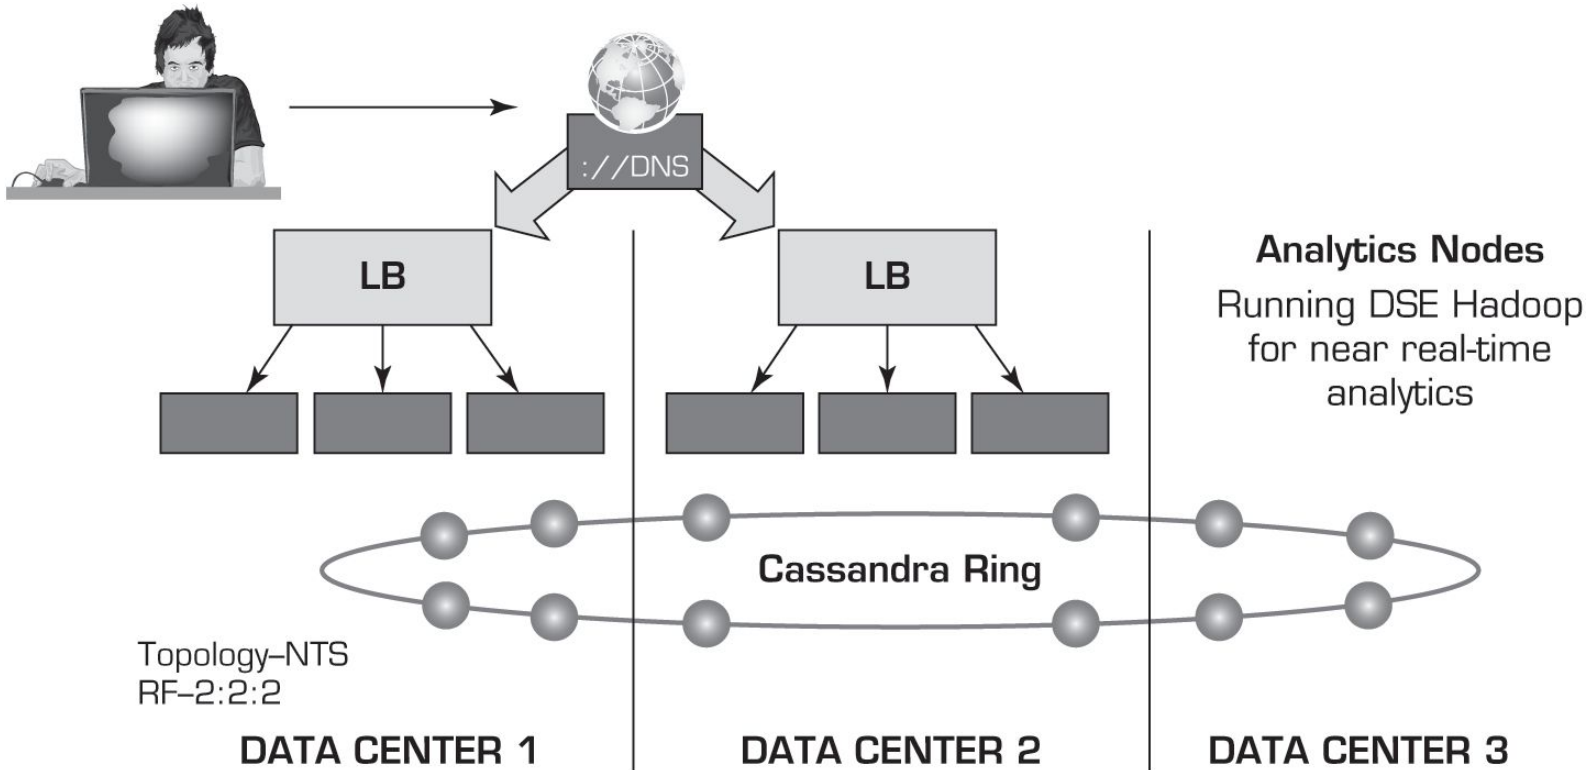 ://DNS
LB
LB
Analytics Nodes
Running DSE Hadoop
for near real-time
analytics
Cassandra Ring
Topology–NTS
RF–2:2:2
DATA CENTER 1
DATA CENTER 2
DATA CENTER 3